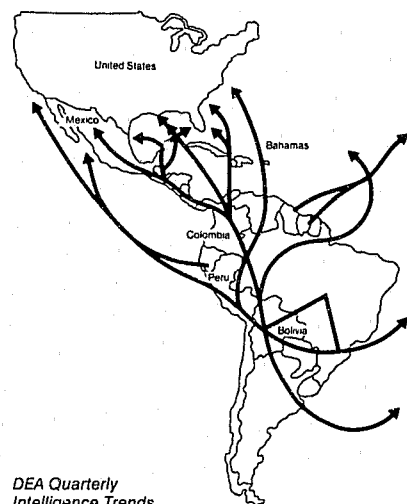 United States
Mexico
Bahamas
Colombia
Peru
Bolivia
DEA Quarterly
Intelligence Trends